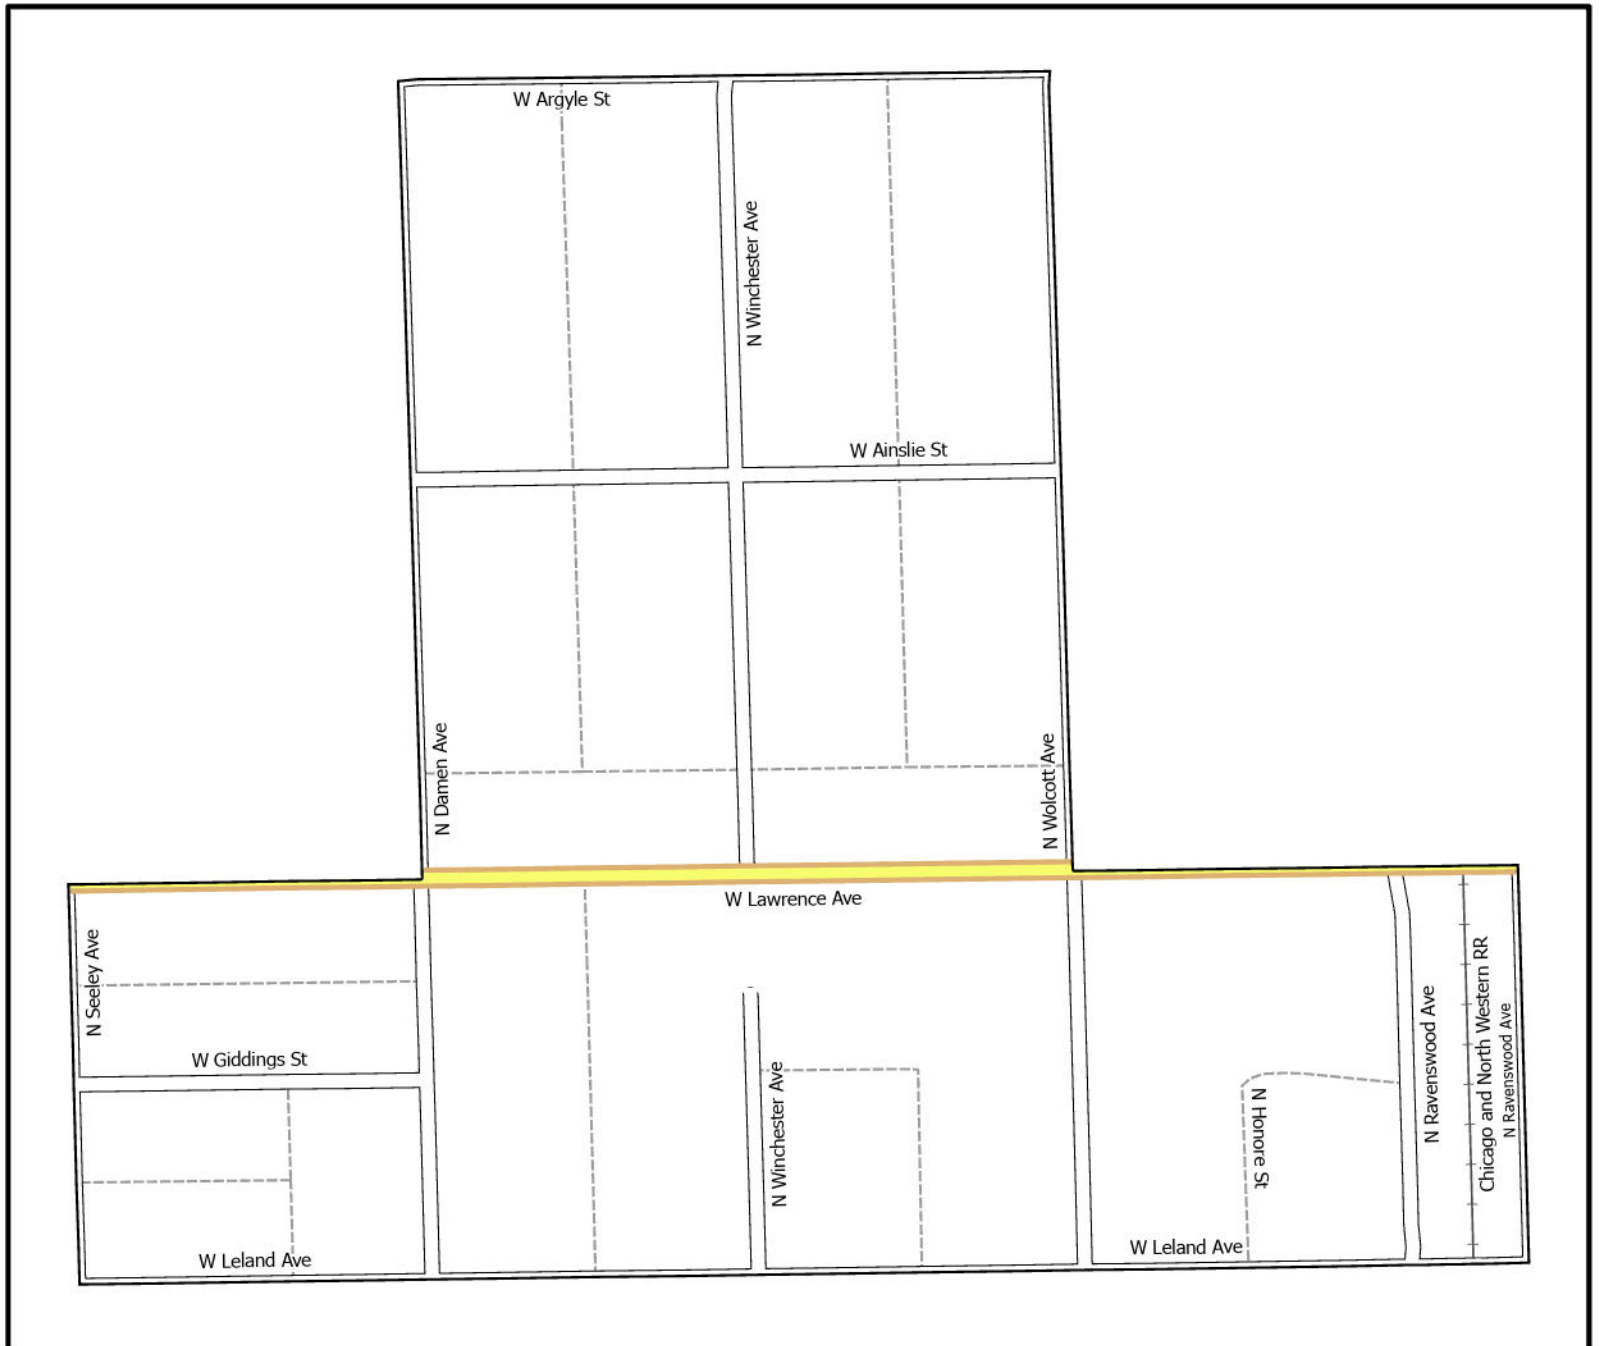 W Argyle St
N Winchester Ave
W Ainslie St
N Damen Ave
N Wolcott Ave
W Lawrence Ave
N Seeley Ave
W Giddings St
W Leland Ave
N Winchester Ave
N Honore St
W Leland Ave
N Ravenswood Ave
Chicago and North Western RR
N Ravenswood Ave